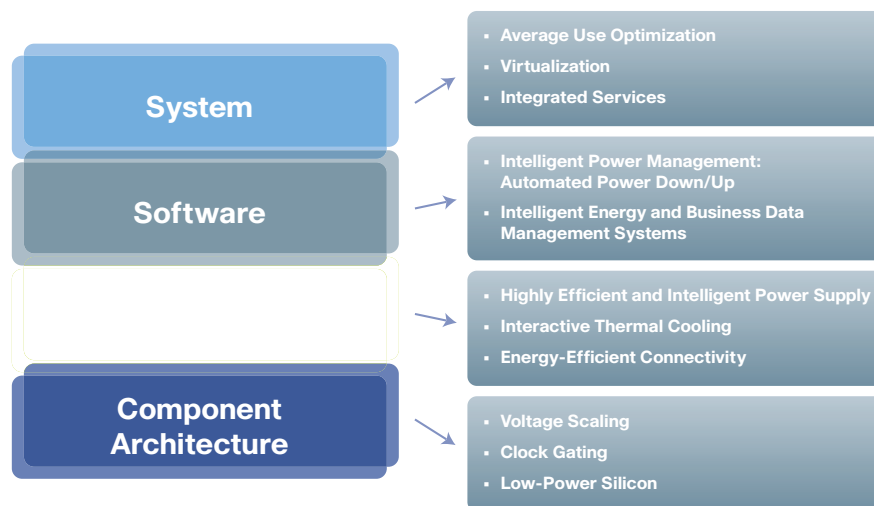 System
▪ Average Use Optimization
▪ Virtualization
▪ Integrated Services
Software
▪ Intelligent Power Management:
Automated Power Down/Up
▪ Intelligent Energy and Business Data
Management Systems
▪ Highly Efficient and Intelligent Power Supply
▪ Interactive Thermal Cooling
▪ Energy-Efficient Connectivity
Component
Architecture
▪ Voltage Scaling
▪ Clock Gating
▪ Low-Power Silicon